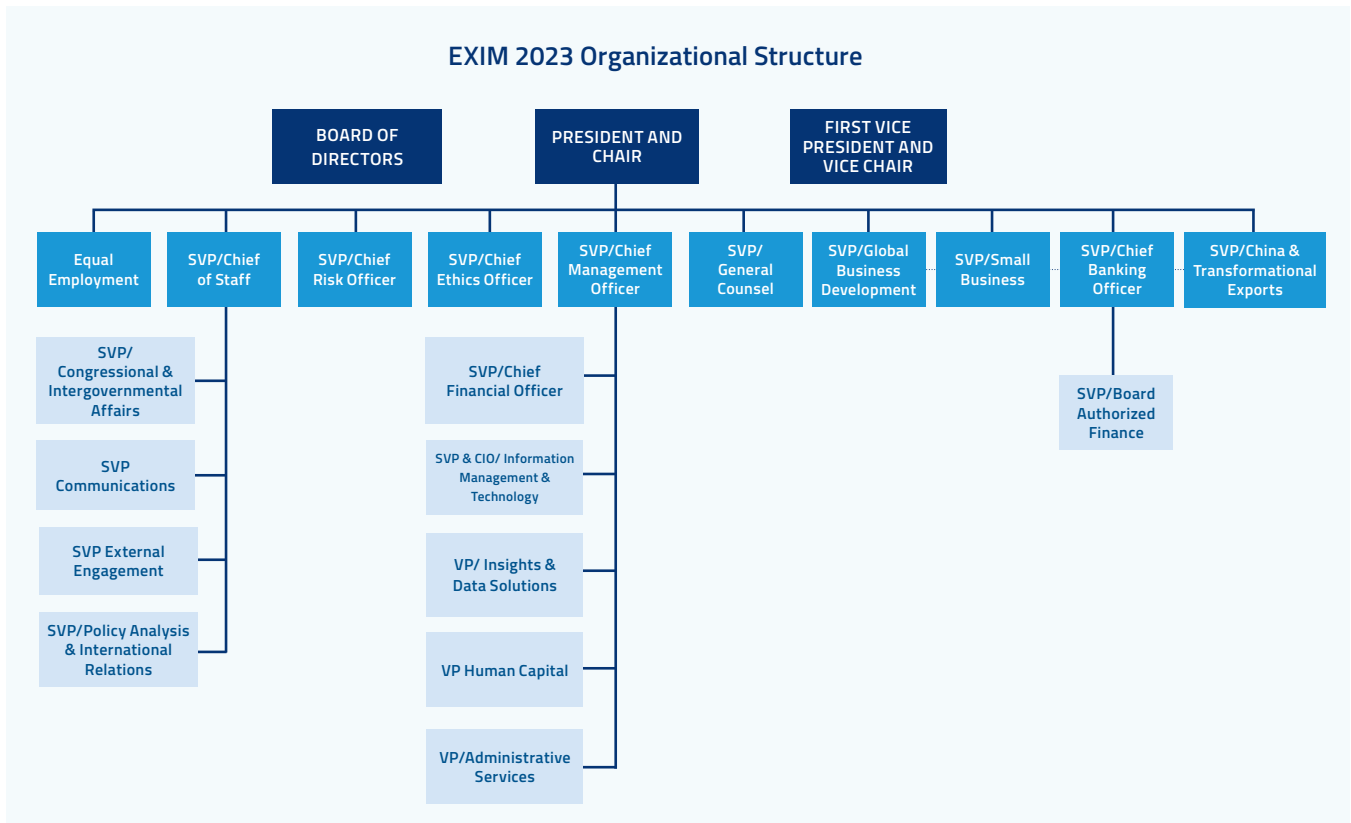 EXIM 2023 Organizational Structure
BOARD OF
DIRECTORS
PRESIDENT AND
CHAIR
FIRST VICE
PRESIDENT AND
VICE CHAIR
Equal
Employment
SVP/Chief
of Staff
SVP/Chief
Risk Officer
SVP/Chief
Ethics Officer
SVP/Chief
Management
Officer
SVP/
General
Counsel
SVP/Global
Business
Development
SVP/Small
Business
SVP/Chief
Banking
Officer
SVP/China &
Transformational
Exports
SVP/
Congressional &
Intergovernmental
Affairs
SVP
Communications
SVP External
Engagement
SVP/Policy Analysis
& International
Relations
SVP/Chief
Financial Officer
SVP & CIO/ Information
Management &
Technology
VP/ Insights &
Data Solutions
VP Human Capital
VP/Administrative
Services
SVP/Board
Authorized
Finance